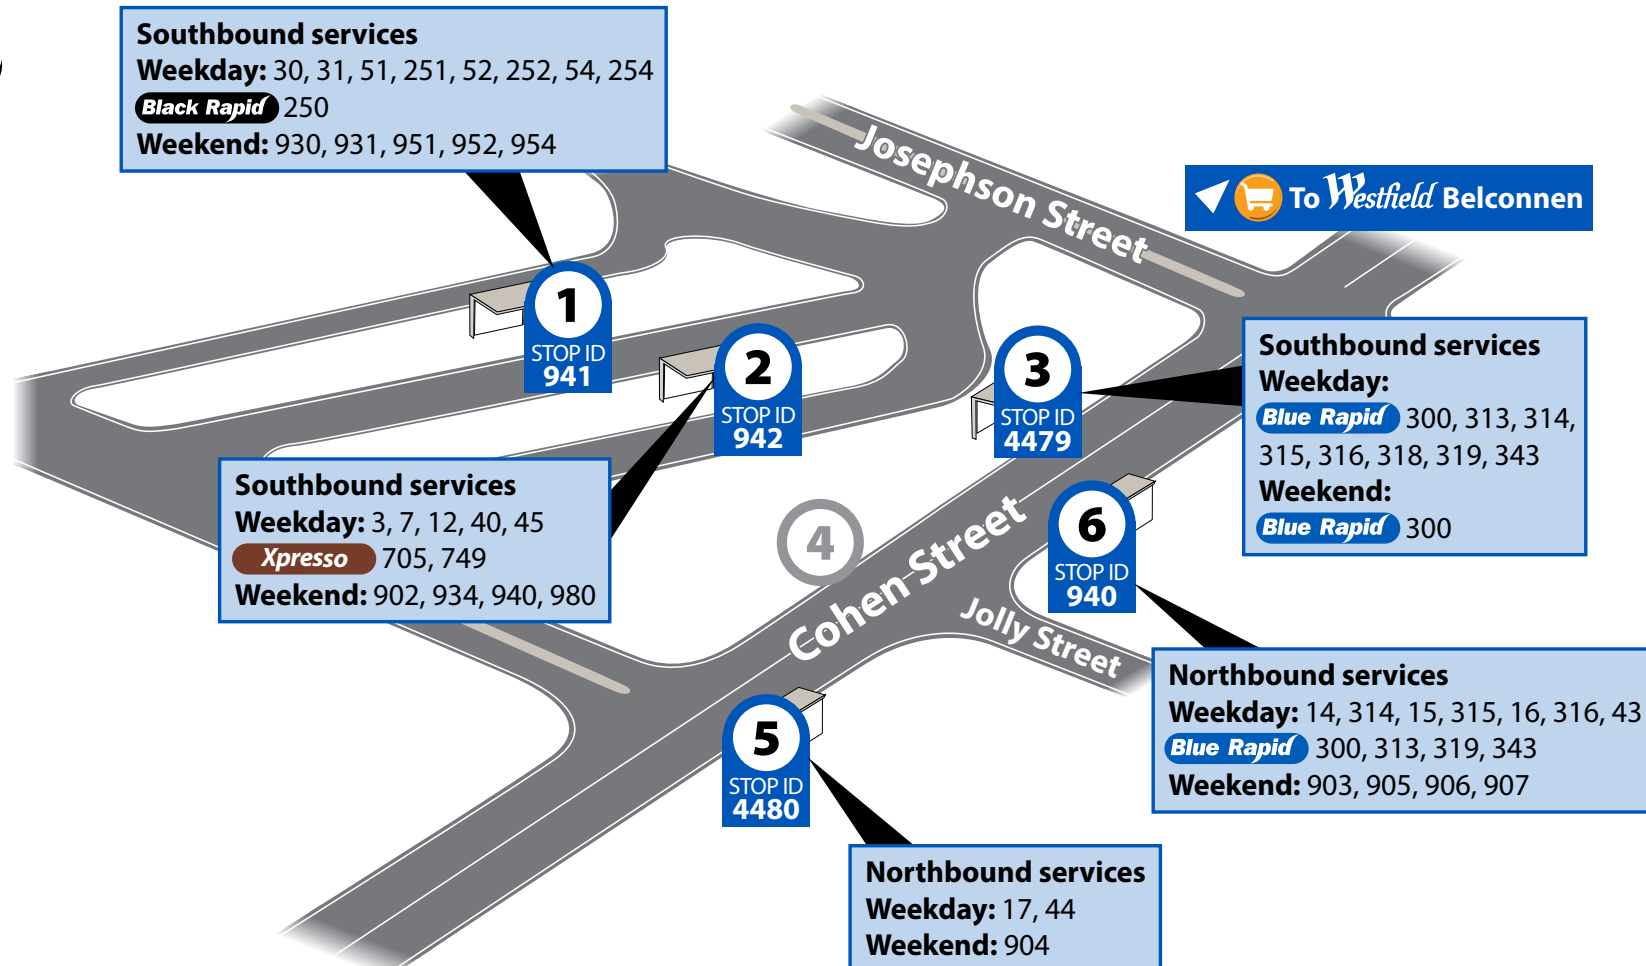 Southbound services
Weekday: 30, 31, 51, 251, 52, 252, 54, 254
Black Rapid 250
Weekend: 930, 931, 951, 952, 954
Josephson Street
To Westfield Belconnen
1
STOP ID
941
2
STOP ID
942
3
STOP ID
4479
Southbound services
Weekday:
Blue Rapid 300, 313, 314,
315, 316, 318, 319, 343
Weekend:
Blue Rapid 300
Southbound services
Weekday: 3, 7, 12, 40, 45
Xpresso 705, 749
Weekend: 902, 934, 940, 980
4
Cohen Street
6
STOP ID
940
Jolly Street
Northbound services
Weekday: 14, 314, 15, 315, 16, 316, 43
Blue Rapid 300, 313, 319, 343
Weekend: 903, 905, 906, 907
5
STOP ID
4480
Northbound services
Weekday: 17, 44
Weekend: 904